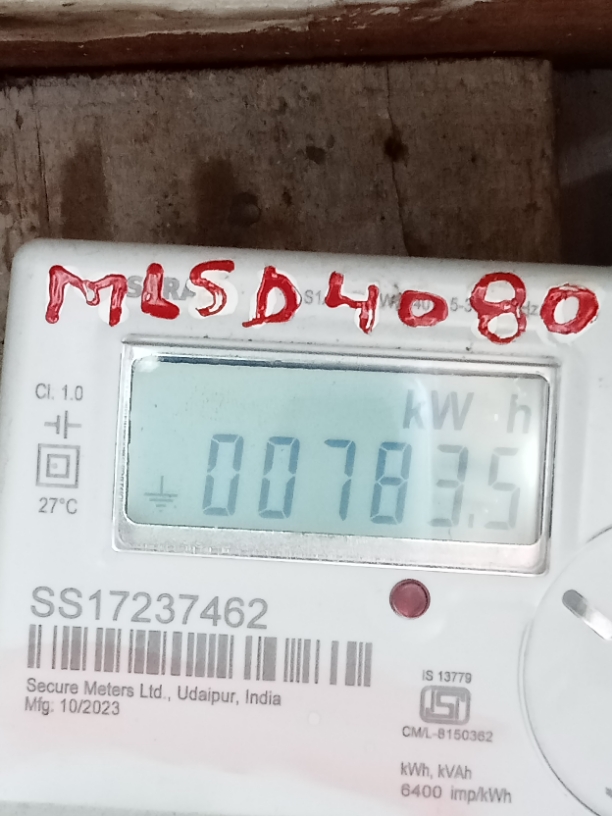 MLSD4080
Cl. 1.0
kW h
00783.5
27°C
SS17237462
Secure Meters Ltd., Udaipur, India
Mfg: 10/2023
IS 13779
ISI
CM/L-8150362
kWh, kVAh
6400 imp/kWh